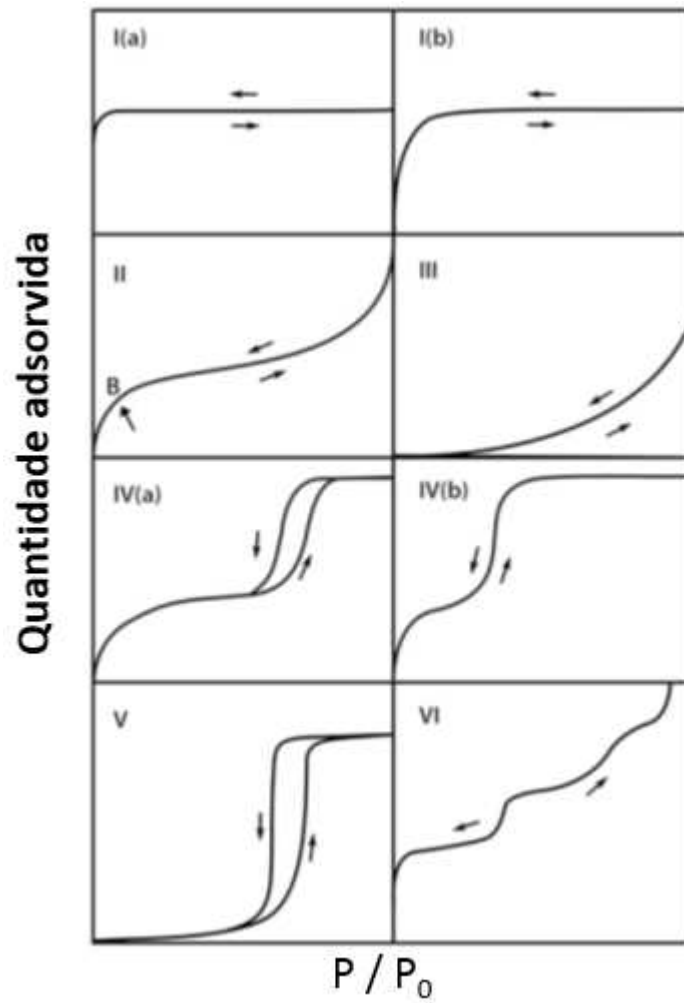 Quantidade adsorvida
I(a)
I(b)
II
B
III
IV(a)
IV(b)
V
VI
P / P₀